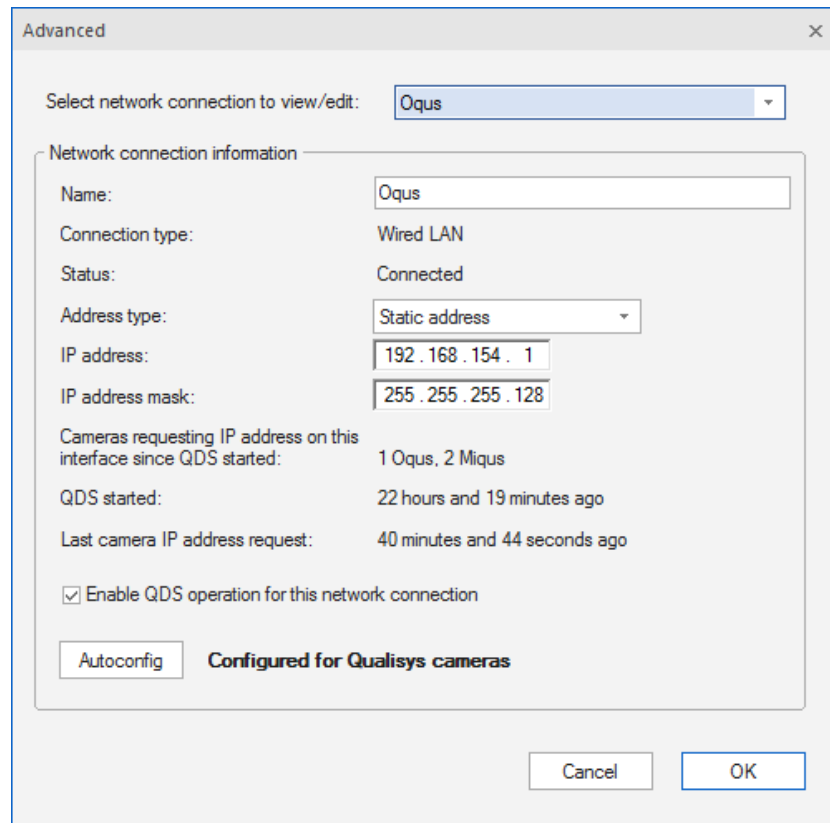 Advanced
Select network connection to view/edit: Oqus
Network connection information
Name: Oqus
Connection type: Wired LAN
Status: Connected
Address type: Static address
IP address: 192 . 168 . 154 . 1
IP address mask: 255 . 255 . 255 . 128
Cameras requesting IP address on this
interface since QDS started: 1 Oqus, 2 Miqus
QDS started: 22 hours and 19 minutes ago
Last camera IP address request: 40 minutes and 44 seconds ago
Enable QDS operation for this network connection
Autoconfig Configured for Qualisys cameras
Cancel OK